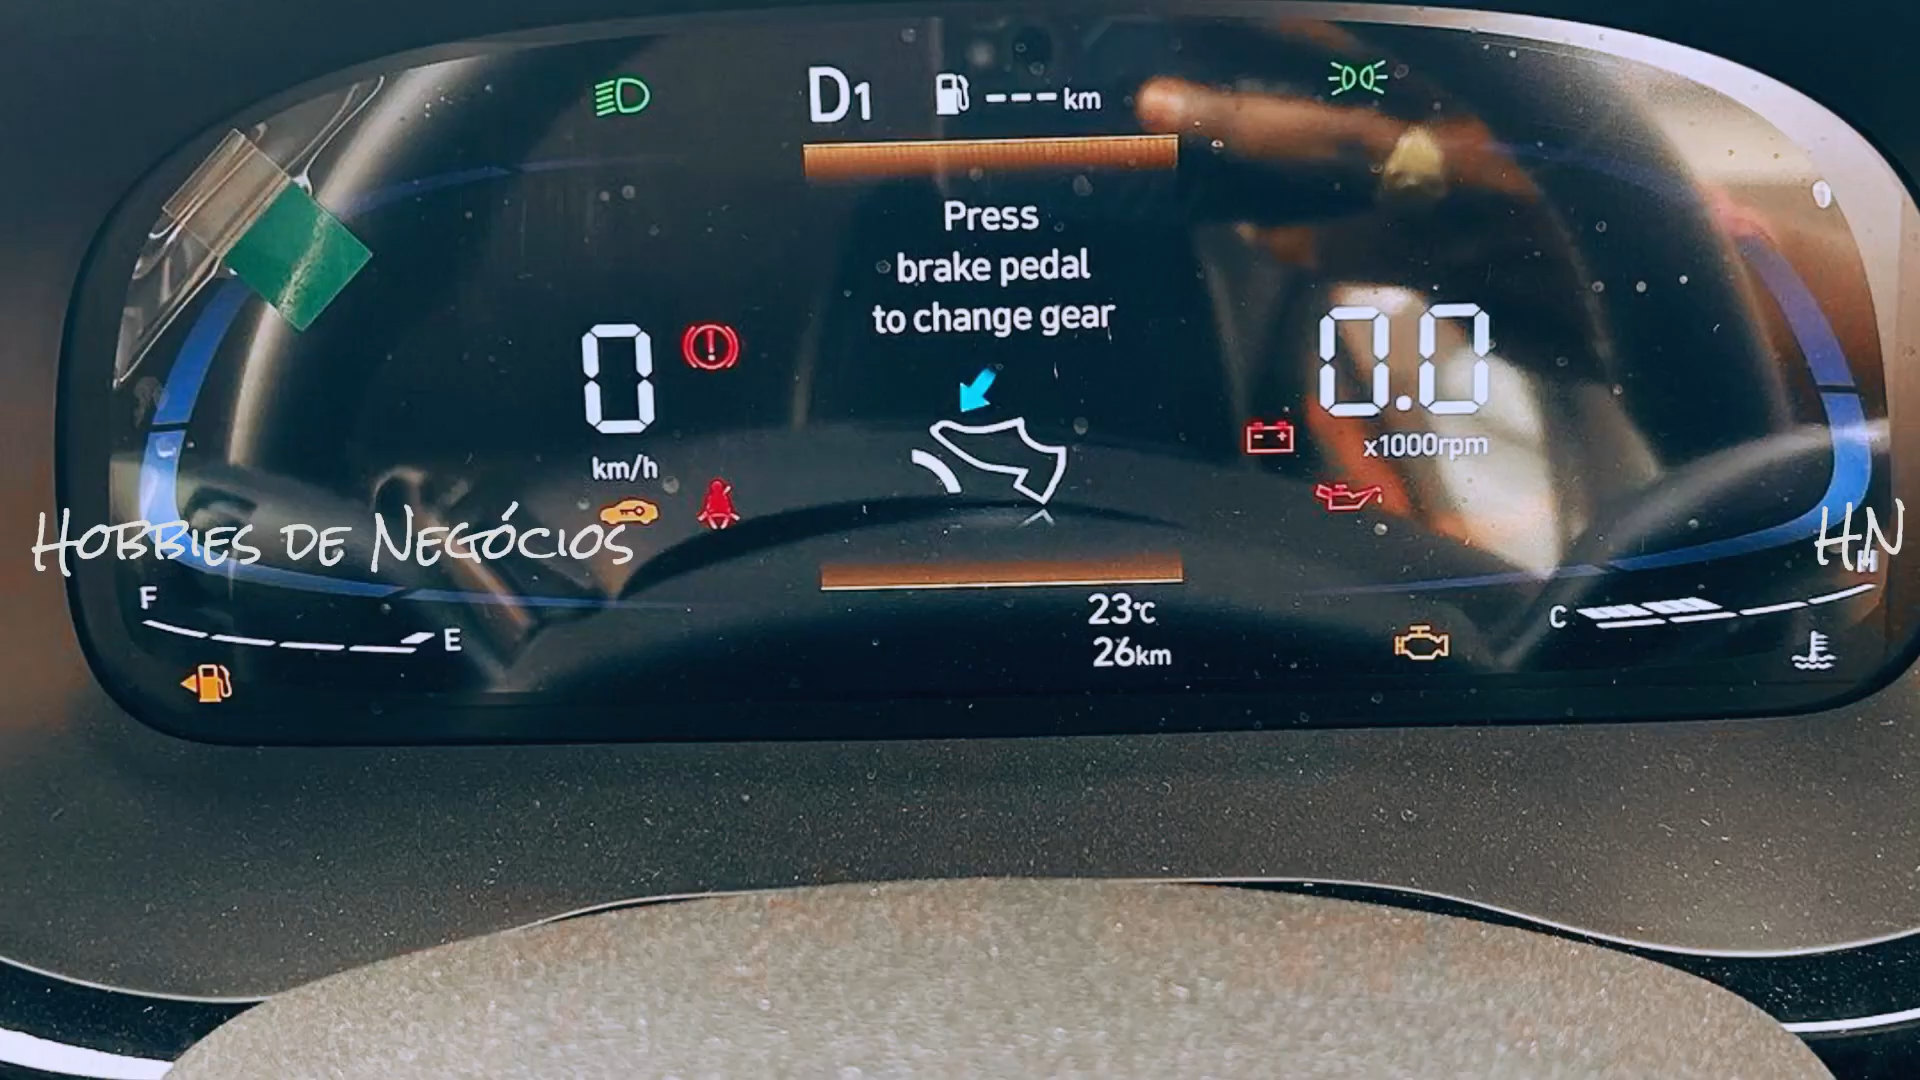 D1 ---km
Press
brake pedal
to change gear
0
km/h
0.0
x1000rpm
Hobbies de Negócios
HN
F
E
C
H
23°C
26km